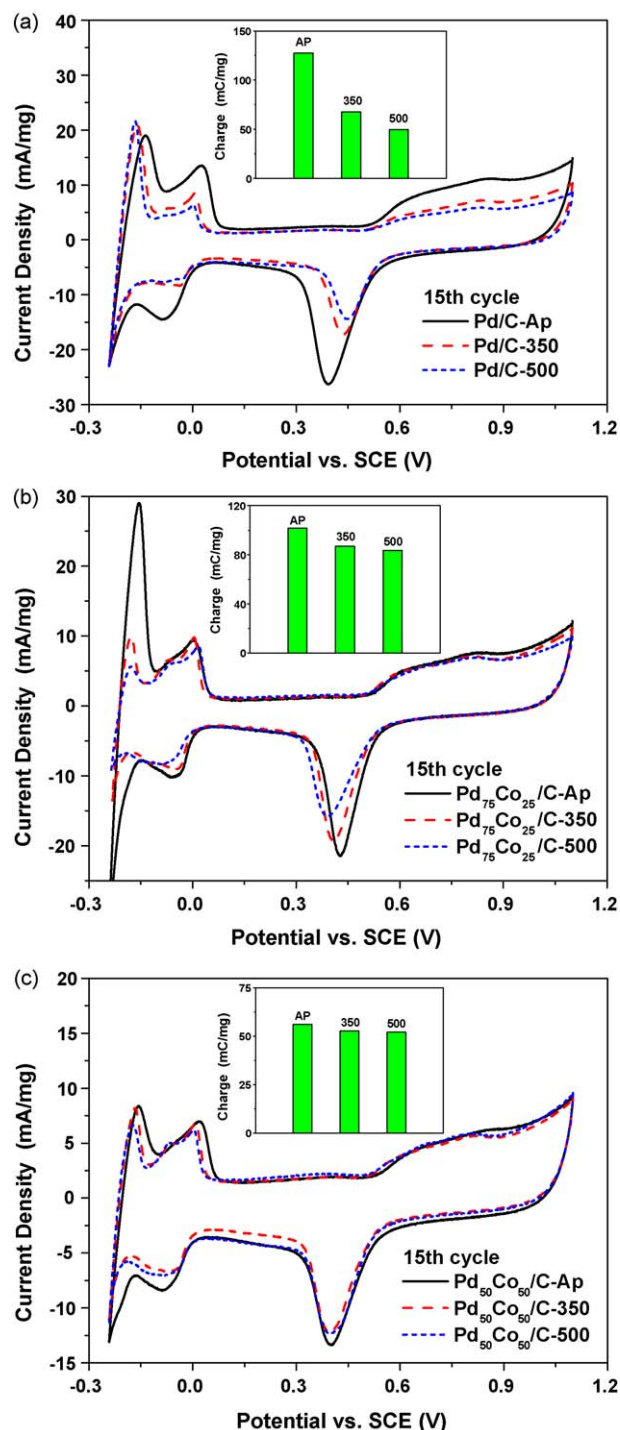 (a)
40
30
20
10
0
-10
-20
-30
Current Density (mA/mg)
150
100
50
0
Charge (mC/mg)
AP
350
500
15th cycle
Pd/C-Ap
Pd/C-350
Pd/C-500
-0.3 0.0 0.3 0.6 0.9 1.2
Potential vs. SCE (V)
(b)
30
20
10
0
-10
-20
Current Density (mA/mg)
120
80
40
0
Charge (mC/mg)
AP
350
500
15th cycle
Pd₇₅Co₂₅/C-Ap
Pd₇₅Co₂₅/C-350
Pd₇₅Co₂₅/C-500
-0.3 0.0 0.3 0.6 0.9 1.2
Potential vs. SCE (V)
(c)
20
15
10
5
0
-5
-10
-15
Current Density (mA/mg)
75
50
25
0
Charge (mC/mg)
AP
350
500
15th cycle
Pd₅₀Co₅₀/C-Ap
Pd₅₀Co₅₀/C-350
Pd₅₀Co₅₀/C-500
-0.3 0.0 0.3 0.6 0.9 1.2
Potential vs. SCE (V)